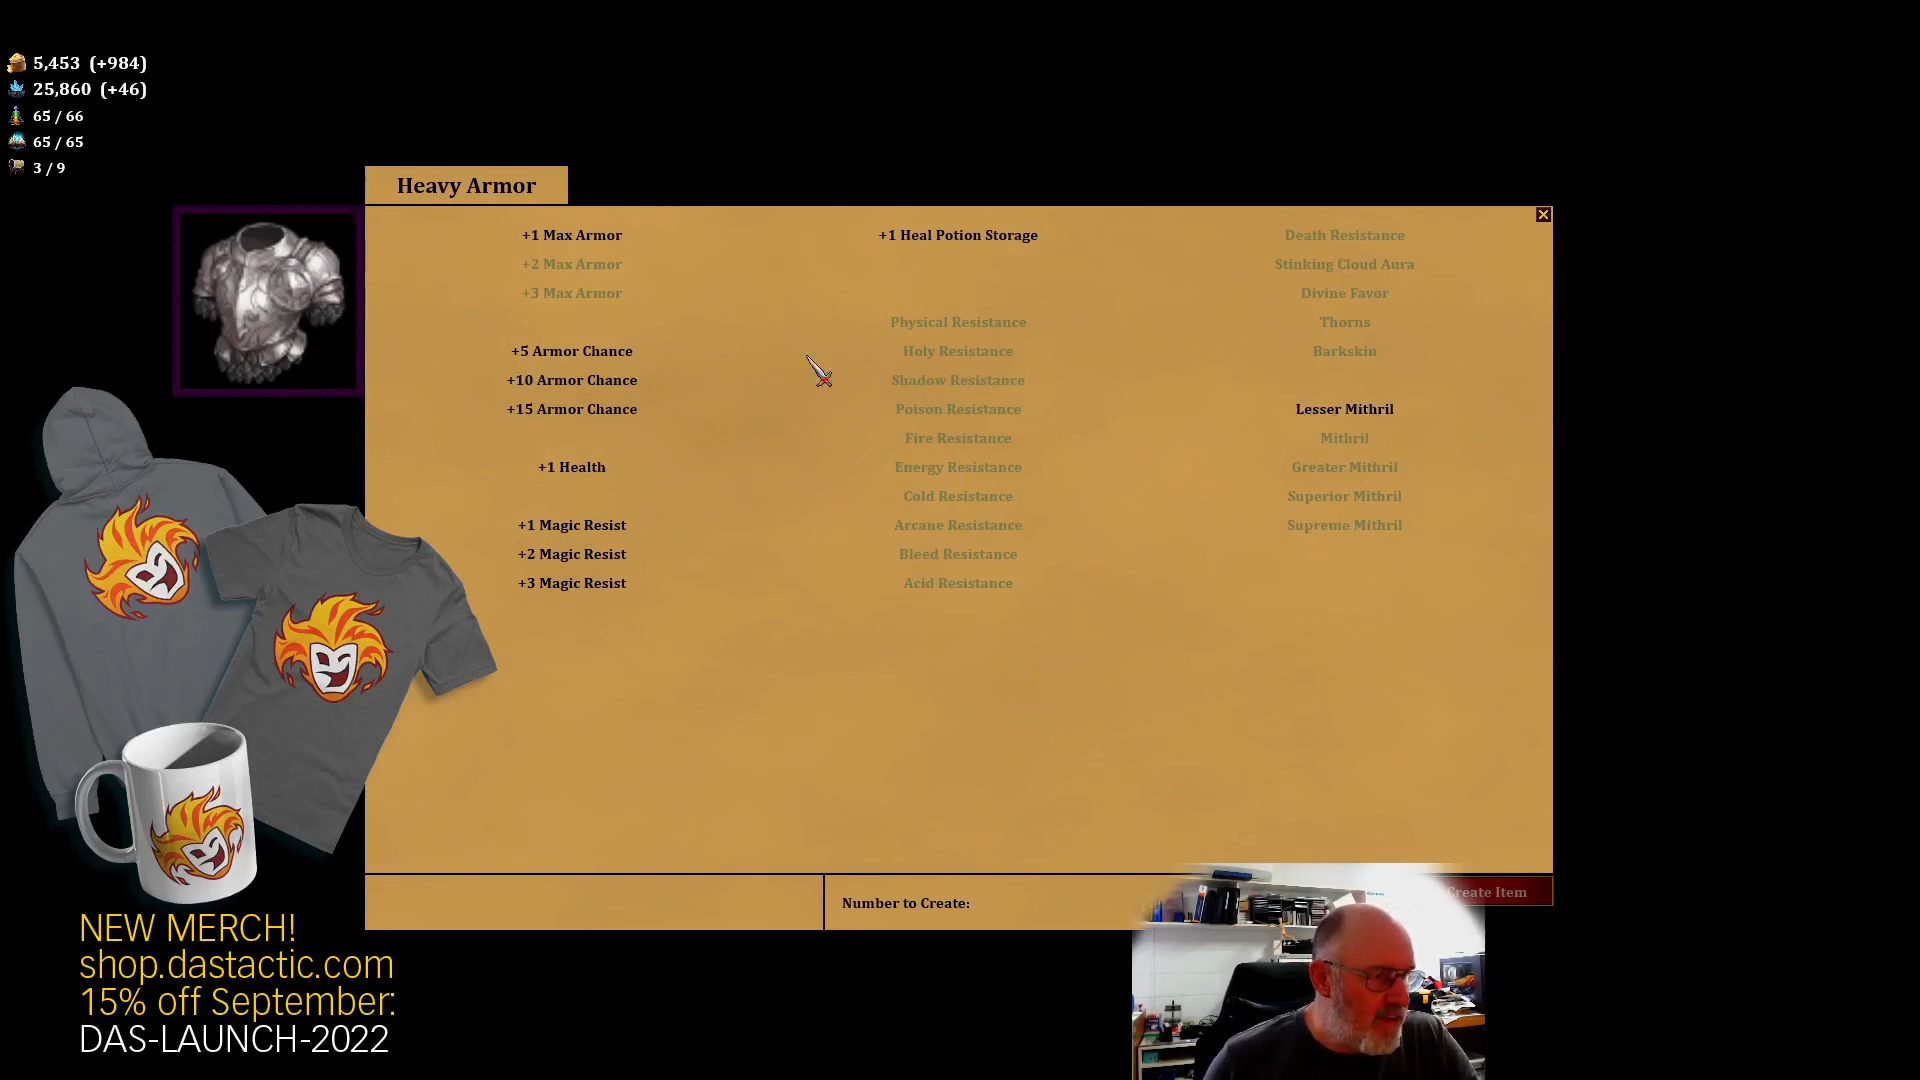 5,453 (+984)
25,860 (+46)
65 / 66
65 / 65
3 / 9
Heavy Armor
+1 Max Armor
+2 Max Armor
+3 Max Armor
+5 Armor Chance
+10 Armor Chance
+15 Armor Chance
+1 Health
+1 Magic Resist
+2 Magic Resist
+3 Magic Resist
+1 Heal Potion Storage
Physical Resistance
Holy Resistance
Shadow Resistance
Poison Resistance
Fire Resistance
Energy Resistance
Cold Resistance
Arcane Resistance
Bleed Resistance
Acid Resistance
Death Resistance
Stinking Cloud Aura
Divine Favor
Thorns
Barkskin
Lesser Mithril
Mithril
Greater Mithril
Superior Mithril
Supreme Mithril
Number to Create:
Create Item
NEW MERCH!
shop.dastactic.com
15% off September:
DAS-LAUNCH-2022